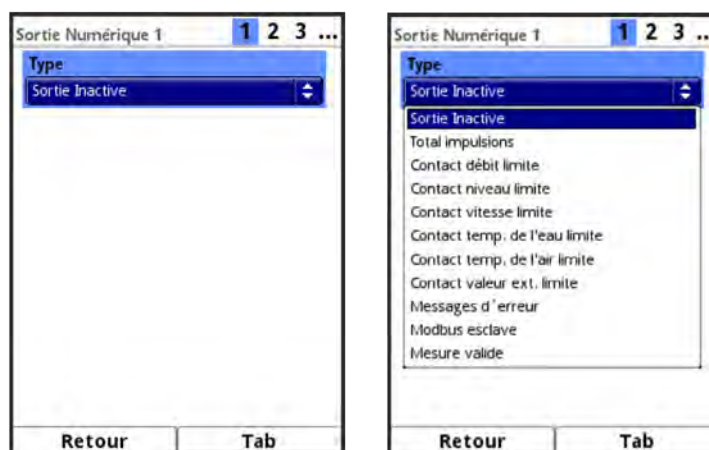 Sortie Numérique 1 1 2 3 ...
Type
Sortie Inactive
Retour Tab
Sortie Numérique 1 1 2 3 ..
Type
Sortie Inactive
Sortie Inactive
Total impulsions
Contact débit limite
Contact niveau limite
Contact vitesse limite
Contact temp. de l'eau limite
Contact temp. de l'air limite
Contact valeur ext. limite
Messages d´erreur
Modbus esclave
Mesure valide
Retour Tab